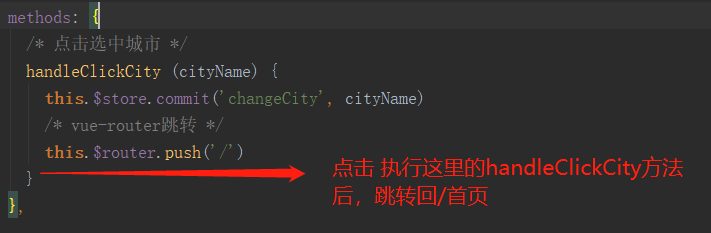 methods: {
/* 点击选中城市 */
handleClickCity (cityName) {
this.$store.commit('changeCity', cityName)
/* vue-router跳转 */
this.$router.push('/')
}
},
点击 执行这里的handleClickCity方法
后，跳转回/首页